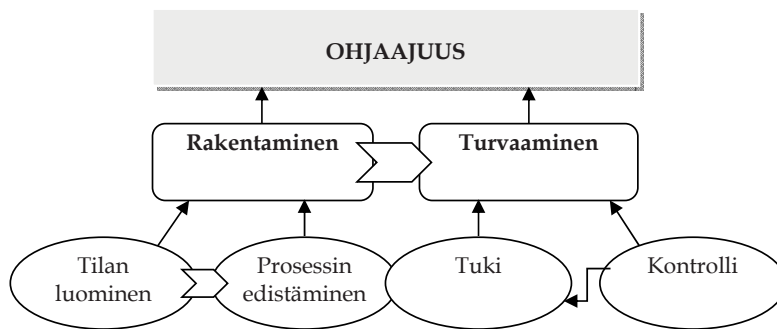 OHJAAJUUS
Rakentaminen
Turvaaminen
Tilan
luominen
Prosessin
edistäminen
Tuki
Kontrolli